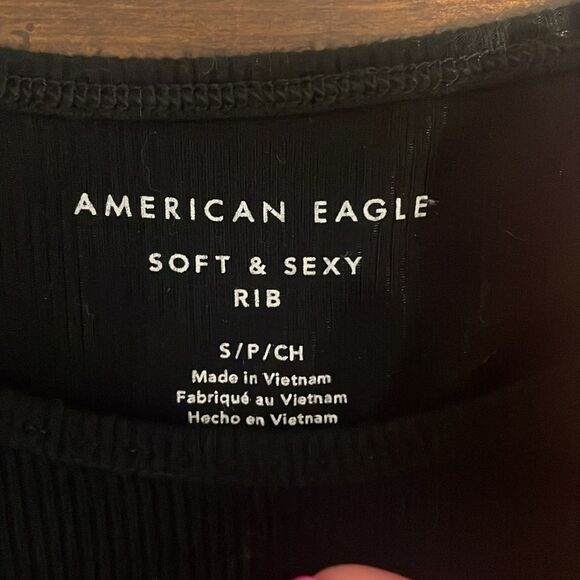 AMERICAN EAGLE
SOFT & SEXY
RIB
S/P/CH
Made in Vietnam
Fabriqué au Vietnam
Hecho en Vietnam